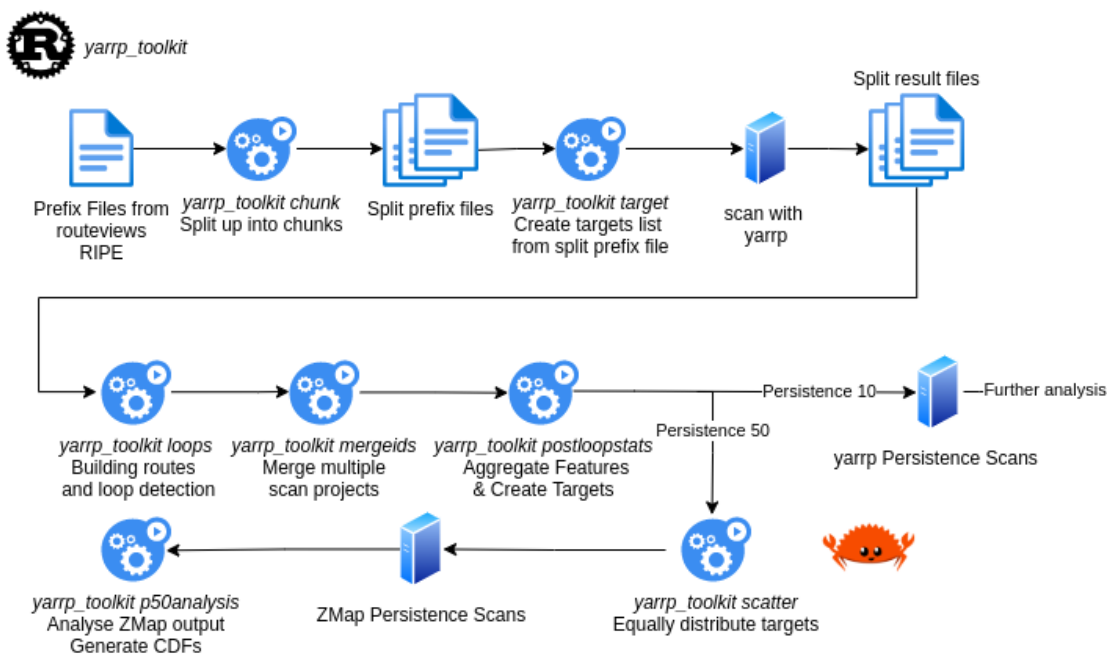 R yarrp_toolkit
Split result files
Prefix Files from
routeviews
RIPE
yarrp_toolkit chunk
Split up into chunks
Split prefix files
yarrp_toolkit target
Create targets list
from split prefix file
scan with
yarrp
yarrp_toolkit loops
Building routes
and loop detection
yarrp_toolkit mergeids
Merge multiple
scan projects
yarrp_toolkit postloopstats
Aggregate Features
& Create Targets
Persistence 10
Further analysis
Persistence 50
yarrp Persistence Scans
yarrp_toolkit p50analysis
Analyse ZMap output
Generate CDFs
ZMap Persistence Scans
yarrp_toolkit scatter
Equally distribute targets